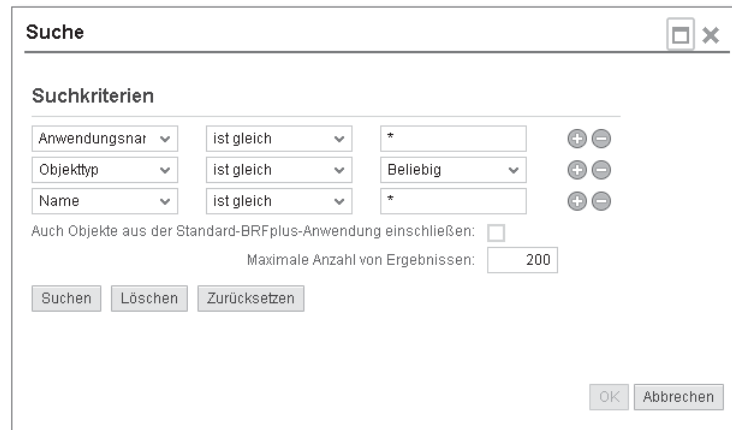 Suche
Suchkriterien
Anwendungsnar ist gleich *
Objekttyp ist gleich Beliebig
Name ist gleich *
Auch Objekte aus der Standard-BRFplus-Anwendung einschließen:
Maximale Anzahl von Ergebnissen: 200
Suchen Löschen Zurücksetzen
OK Abbrechen